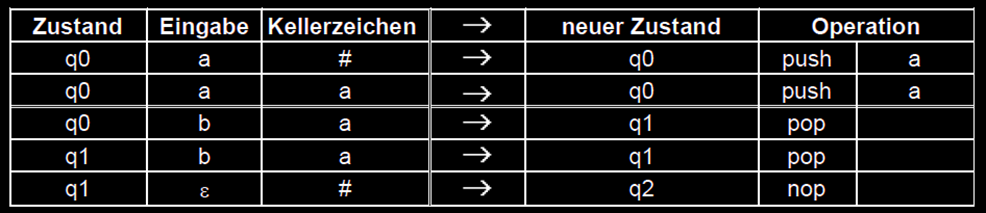 Zustand Eingabe Kellerzeichen → neuer Zustand Operation
q0 a # → q0 push a
q0 a a → q0 push a
q0 b a → q1 pop
q1 b a → q1 pop
q1 ε # → q2 nop